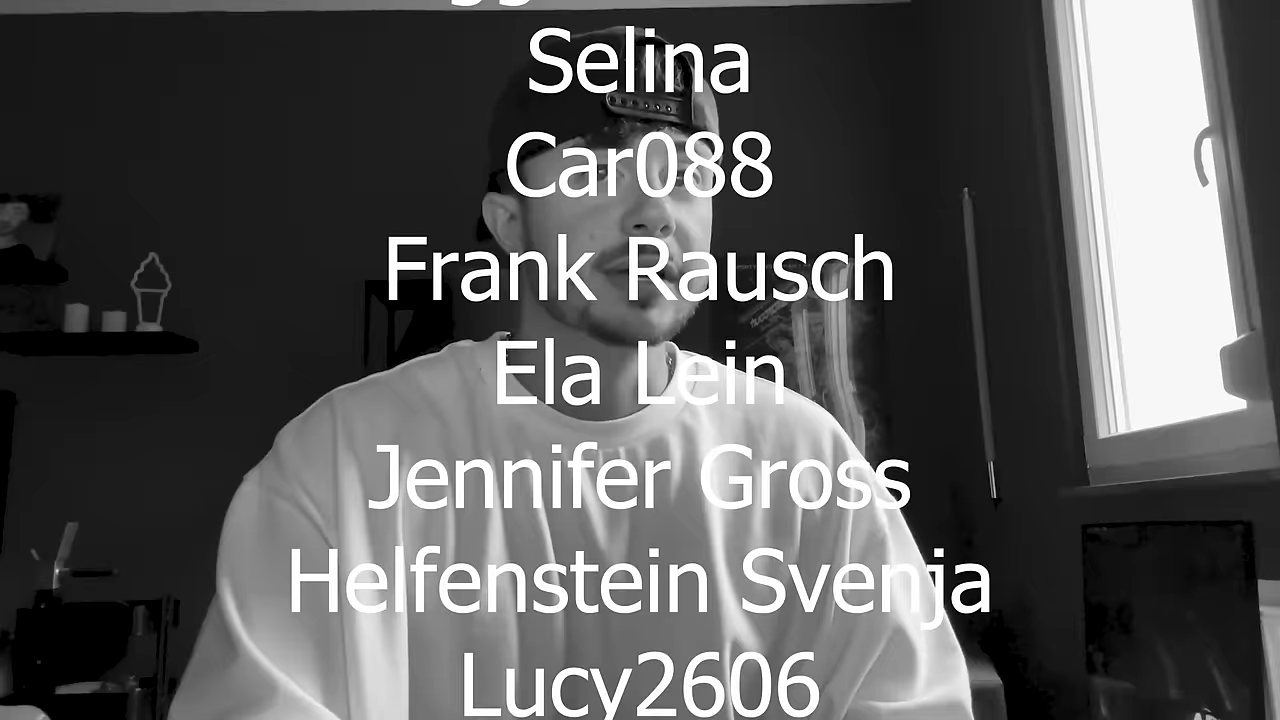 Selina
Car088
Frank Rausch
Ela Lein
Jennifer Gross
Helfenstein Svenja
Lucy2606